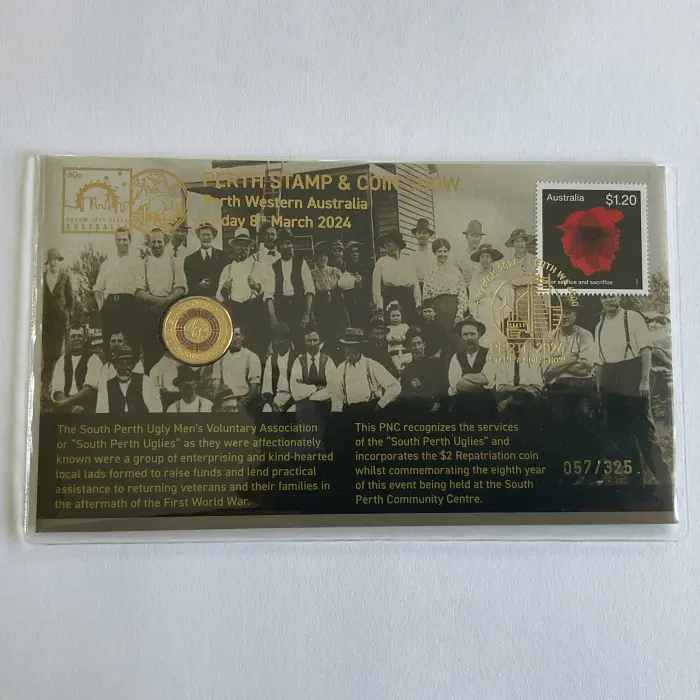 60c
AUSTRALIA
PERTH STAMP & COIN SHOW
Perth Western Australia
Friday 8th March 2024
Australia
$1.20
For service and sacrifice
PERTH 2024
The South Perth Ugly Men's Voluntary Association
or "South Perth Uglies" as they were affectionately
known were a group of enterprising and kind-hearted
local lads formed to raise funds and lend practical
assistance to returning veterans and their families in
the aftermath of the First World War.
This PNC recognizes the services
of the "South Perth Uglies" and
incorporates the $2 Repatriation coin
whilst commemorating the eighth year
of this event being held at the South
Perth Community Centre.
057/325